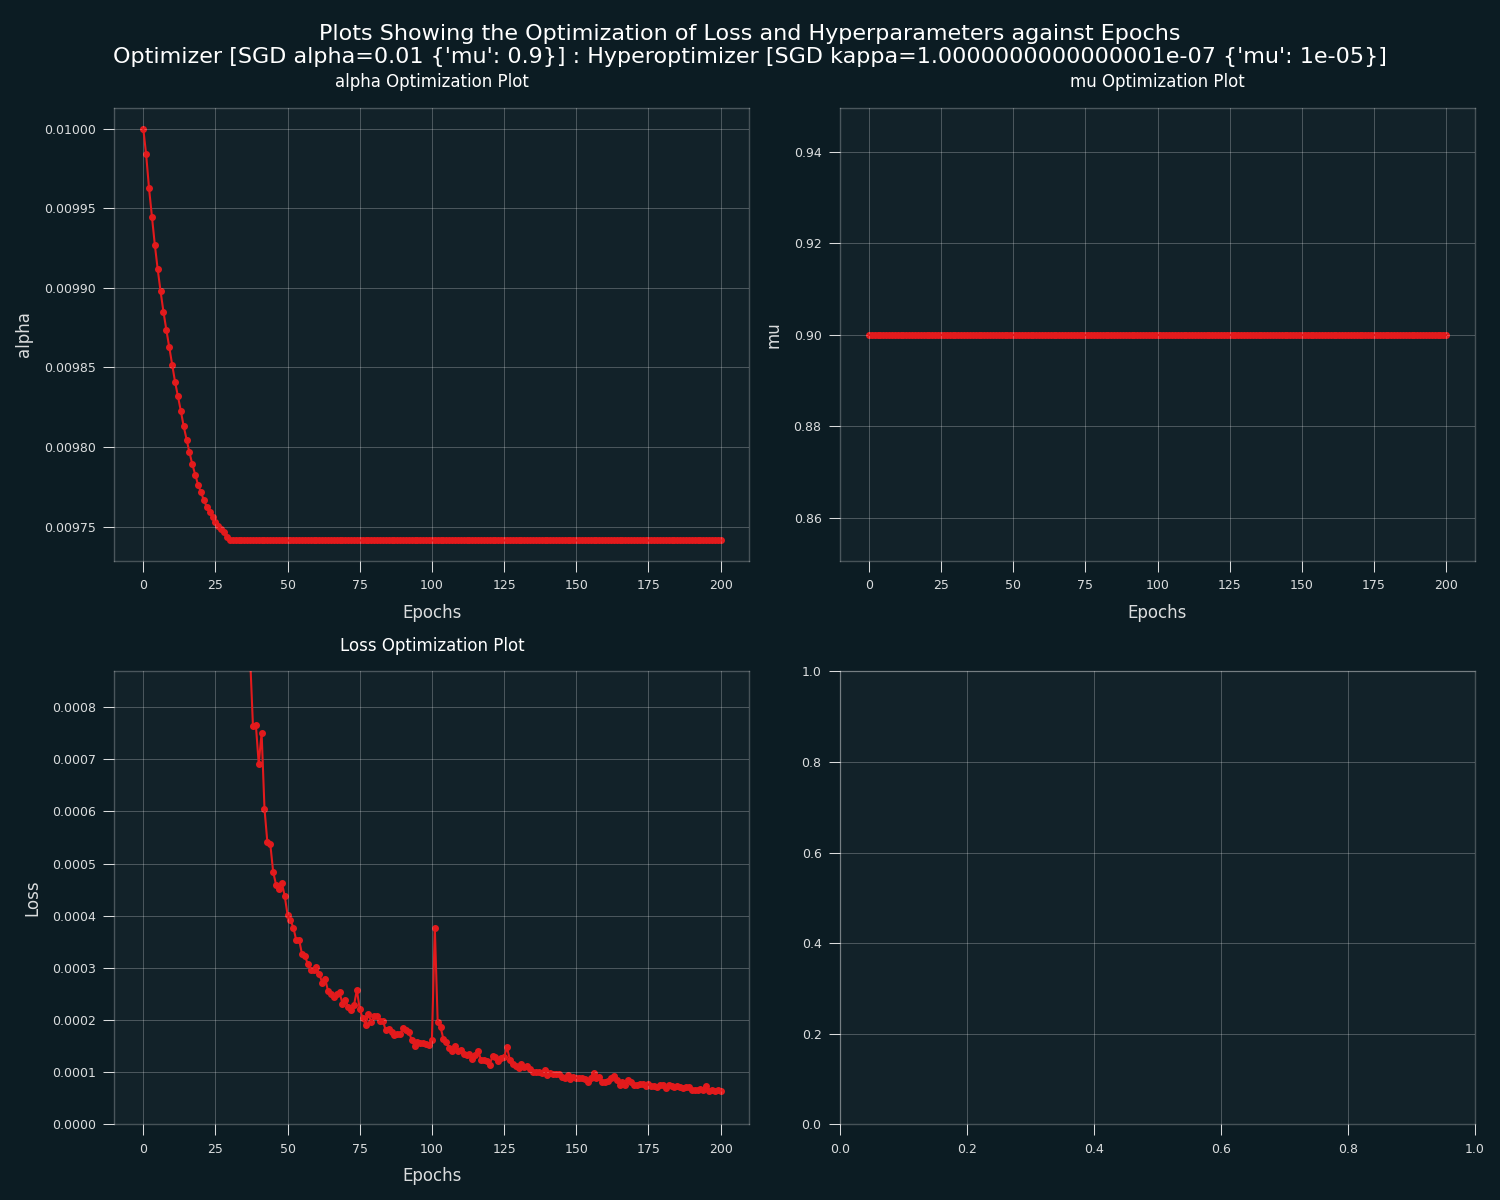 Plots Showing the Optimization of Loss and Hyperparameters against Epochs
Optimizer [SGD alpha=0.01 {'mu': 0.9}] : Hyperoptimizer [SGD kappa=1.0000000000000001e-07 {'mu': 1e-05}]
alpha Optimization Plot
0.01000
0.00995
0.00990
0.00985
0.00980
0.00975
alpha
0 25 50 75 100 125 150 175 200
Epochs
mu Optimization Plot
0.94
0.92
0.90
0.88
0.86
mu
0 25 50 75 100 125 150 175 200
Epochs
Loss Optimization Plot
0.0008
0.0007
0.0006
0.0005
0.0004
0.0003
0.0002
0.0001
0.0000
Loss
0 25 50 75 100 125 150 175 200
Epochs
1.0
0.8
0.6
0.4
0.2
0.0
0.0 0.2 0.4 0.6 0.8 1.0